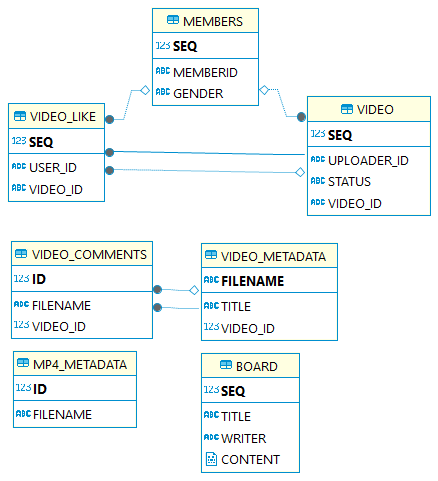 MEMBERS
123 SEQ
ABC MEMBERID
ABC GENDER
VIDEO_LIKE
123 SEQ
ABC USER_ID
ABC VIDEO_ID
VIDEO
123 SEQ
ABC UPLOADER_ID
ABC STATUS
ABC VIDEO_ID
VIDEO_COMMENTS
123 ID
ABC FILENAME
123 VIDEO_ID
VIDEO_METADATA
ABC FILENAME
ABC TITLE
123 VIDEO_ID
MP4_METADATA
123 ID
ABC FILENAME
BOARD
123 SEQ
ABC TITLE
ABC WRITER
CONTENT